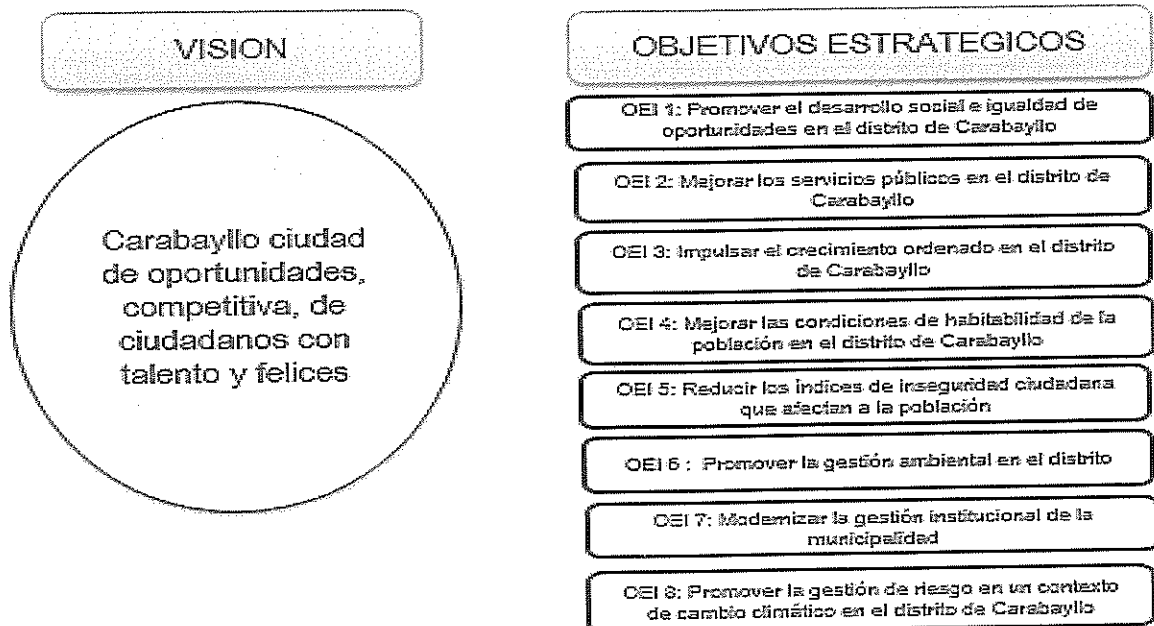 VISION
Carabayllo ciudad
de oportunidades,
competitiva, de
ciudadanos con
talento y felices
OBJETIVOS ESTRATEGICOS
OEI 1: Promover el desarrollo social e igualdad de
oportunidades en el distrito de Carabayllo
OEI 2: Mejorar los servicios públicos en el distrito de
Carabayllo
OEI 3: Impulsar el crecimiento ordenado en el distrito
de Carabayllo
OEI 4: Mejorar las condiciones de habitabilidad de la
población en el distrito de Carabayllo
OEI 5: Reducir los índices de inseguridad ciudadana
que afectan a la población
OEI 6 : Promover la gestión ambiental en el distrito
OEI 7: Modernizar la gestión institucional de la
municipalidad
OEI 8: Promover la gestión de riesgo en un contexto
de cambio climático en el distrito de Carabayllo